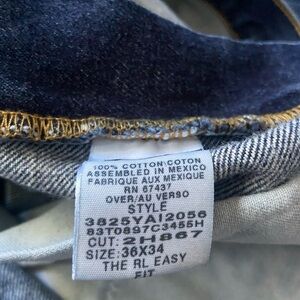 100% COTTON\COTON
ASSEMBLED IN MEXICO
FABRIQUE AUX MEXIQUE
RN 67437
OVER/AU VERSO
STYLE
3825YAI2056
83T0897C3455H
CUT: 2H867
SIZE: 36X34
THE RL EASY
FIT